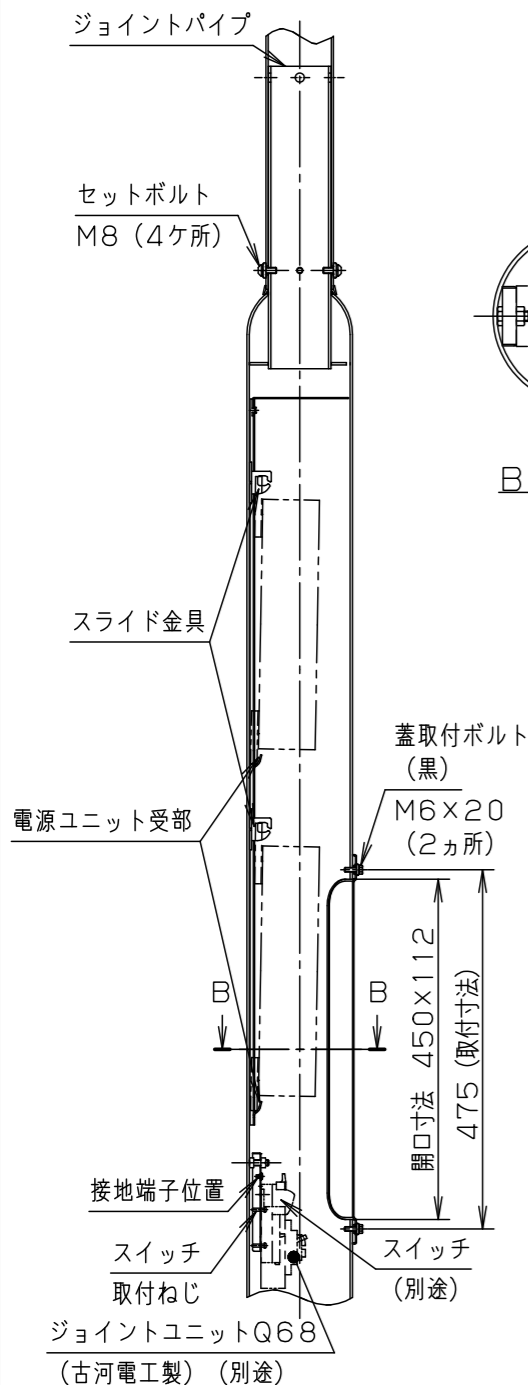 ジョイントパイプ
セットボルト
M8 (4ケ所)
B
スライド金具
蓋取付ボルト
(黒)
M6×20
(2ヵ所)
電源ユニット受部
B
B
開口寸法 450×112
475 (取付寸法)
接地端子位置
スイッチ
取付ねじ
スイッチ
(別途)
ジョイントユニットQ68
(古河電工製) (別途)